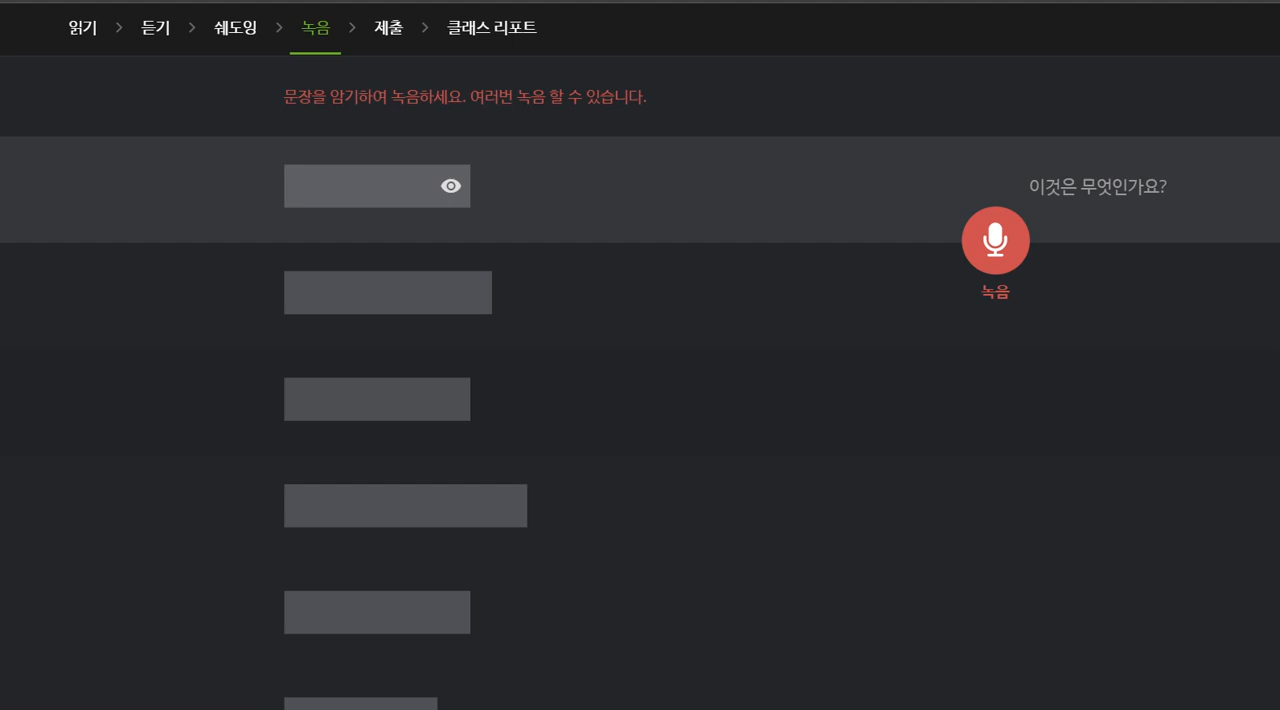 읽기 > 듣기 > 쉐도잉 > 녹음 > 제출 > 클래스 리포트
문장을 암기하여 녹음하세요. 여러번 녹음 할 수 있습니다.
이것은 무엇인가요?
녹음